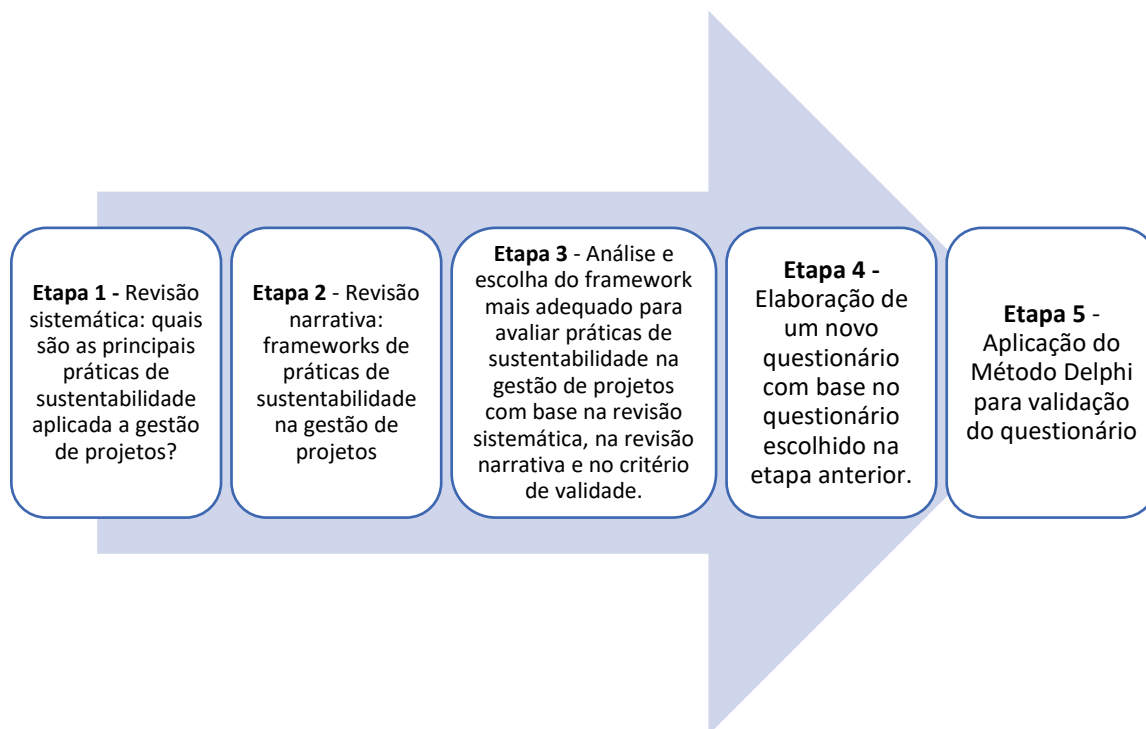 Etapa 1 - Revisão
sistemática: quais
são as principais
práticas de
sustentabilidade
aplicada a gestão
de projetos?
Etapa 2 - Revisão
narrativa:
frameworks de
práticas de
sustentabilidade
na gestão de
projetos
Etapa 3 - Análise e
escolha do framework
mais adequado para
avaliar práticas de
sustentabilidade na
gestão de projetos
com base na revisão
sistemática, na revisão
narrativa e no critério
de validade.
Etapa 4 -
Elaboração de
um novo
questionário
com base no
questionário
escolhido na
etapa anterior.
Etapa 5 -
Aplicação do
Método Delphi
para validação
do questionário